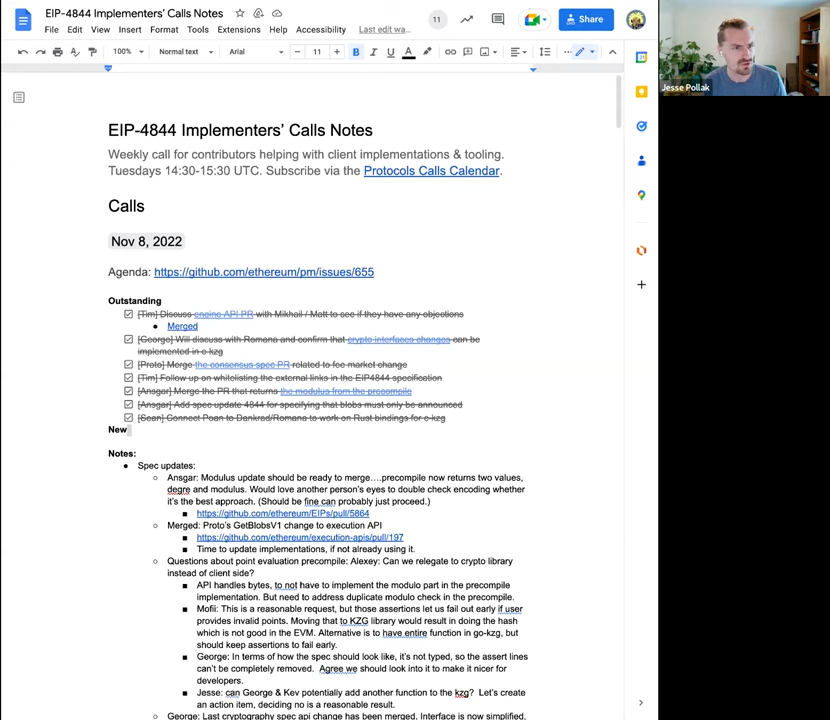 EIP-4844 Implementers' Calls Notes
File Edit View Insert Format Tools Extensions Help Accessibility Last edit wa...
11
Share
100% Normal text Arial 11 B I U A
Jesse Pollak
EIP-4844 Implementers' Calls Notes
Weekly call for contributors helping with client implementations & tooling.
Tuesdays 14:30-15:30 UTC. Subscribe via the Protocols Calls Calendar.
Calls
Nov 8, 2022
Agenda: https://github.com/ethereum/pm/issues/655
Outstanding
[Tim] Discuss engine API PR with Mikhail / Matt to see if they have any objections
Merged
[George] Will discuss with Romana and confirm that crypto interfaces changes can be
implemented in c-kzg
[Proto] Merge the consensus spec PR related to fee market change
[Tim] Follow up on whitelisting the external links in the EIP4844 specification
[Ansgar] Merge the PR that returns the modulus from the precompile
[Ansgar] Add spec update 4844 for specifying that blobs must only be announced
[Sean] Connect Poan to Dankrad/Romana to work on Rust bindings for c-kzg
New
Notes:
Spec updates:
Ansgar: Modulus update should be ready to merge....precompile now returns two values,
degre and modulus. Would love another person's eyes to double check encoding whether
it's the best approach. (Should be fine can probably just proceed.)
https://github.com/ethereum/EIPs/pull/5864
Merged: Proto's GetBlobsV1 change to execution API
https://github.com/ethereum/execution-apis/pull/197
Time to update implementations, if not already using it.
Questions about point evaluation precompile: Alexey: Can we relegate to crypto library
instead of client side?
API handles bytes, to not have to implement the modulo part in the precompile
implementation. But need to address duplicate modulo check in the precompile.
Mofii: This is a reasonable request, but those assertions let us fail out early if user
provides invalid points. Moving that to KZG library would result in doing the hash
which is not good in the EVM. Alternative is to have entire function in go-kzg, but
should keep assertions to fail early.
George: In terms of how the spec should look like, it's not typed, so the assert lines
can't be completely removed. Agree we should look into it to make it nicer for
developers.
Jesse: can George & Kev potentially add another function to the kzg? Let's create
an action item, deciding no is a reasonable result.
George: Last cryptography spec api change has been merged. Interface is now simplified,